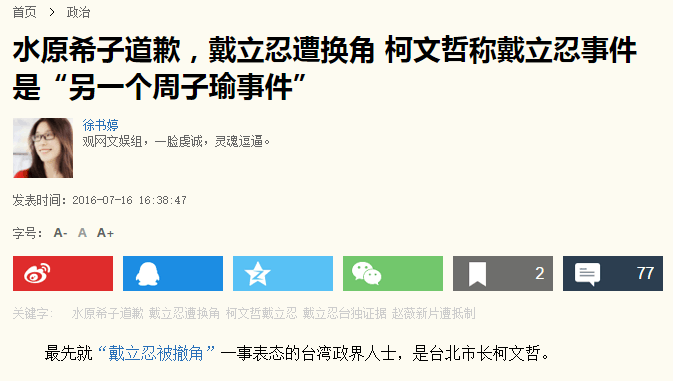 首页 > 政治
水原希子道歉，戴立忍遭换角 柯文哲称戴立忍事件
是“另一个周子瑜事件”
徐书婷
观网文娱组，一脸虔诚，灵魂逗逼。
发表时间：2016-07-16 16:38:47
字号： A- A A+
2
77
关键字： 水原希子道歉 戴立忍遭换角 柯文哲戴立忍 戴立忍台独证据 赵薇新片遭抵制
最先就“戴立忍被撤角”一事表态的台湾政界人士，是台北市长柯文哲。